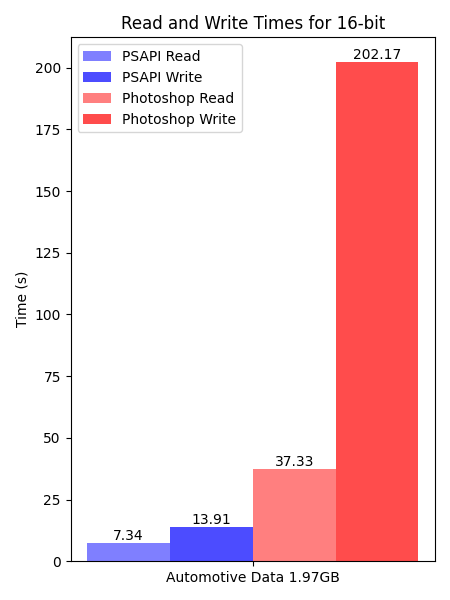 Read and Write Times for 16-bit
PSAPI Read
PSAPI Write
Photoshop Read
Photoshop Write
202.17
200
175
150
125
100
75
50
25
0
Time (s)
37.33
13.91
7.34
Automotive Data 1.97GB